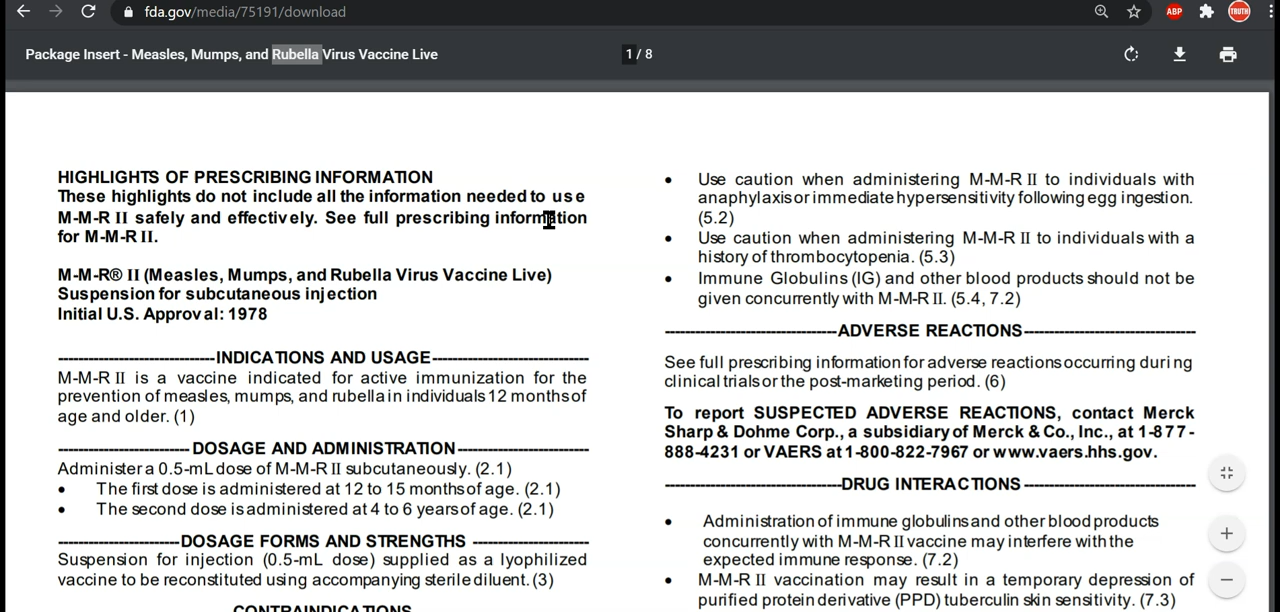 fda.gov/media/75191/download
ABP
TRUTH
Package Insert - Measles, Mumps, and Rubella Virus Vaccine Live
1 / 8
HIGHLIGHTS OF PRESCRIBING INFORMATION
These highlights do not include all the information needed to use
M-M-R II safely and effectively. See full prescribing information
for M-M-R II.
M-M-R® II (Measles, Mumps, and Rubella Virus Vaccine Live)
Suspension for subcutaneous injection
Initial U.S. Approval: 1978
INDICATIONS AND USAGE
M-M-R II is a vaccine indicated for active immunization for the
prevention of measles, mumps, and rubella in individuals 12 months of
age and older. (1)
DOSAGE AND ADMINISTRATION
Administer a 0.5-mL dose of M-M-R II subcutaneously. (2.1)
• The first dose is administered at 12 to 15 months of age. (2.1)
• The second dose is administered at 4 to 6 years of age. (2.1)
DOSAGE FORMS AND STRENGTHS
Suspension for injection (0.5-mL dose) supplied as a lyophilized
vaccine to be reconstituted using accompanying sterile diluent. (3)
CONTRAINDICATIONS
• Use caution when administering M-M-R II to individuals with
anaphylaxis or immediate hypersensitivity following egg ingestion.
(5.2)
• Use caution when administering M-M-R II to individuals with a
history of thrombocytopenia. (5.3)
• Immune Globulins (IG) and other blood products should not be
given concurrently with M-M-R II. (5.4, 7.2)
ADVERSE REACTIONS
See full prescribing information for adverse reactions occurring during
clinical trials or the post-marketing period. (6)
To report SUSPECTED ADVERSE REACTIONS, contact Merck
Sharp & Dohme Corp., a subsidiary of Merck & Co., Inc., at 1-877-
888-4231 or VAERS at 1-800-822-7967 or www.vaers.hhs.gov.
DRUG INTERACTIONS
• Administration of immune globulins and other blood products
concurrently with M-M-R II vaccine may interfere with the
expected immune response. (7.2)
• M-M-R II vaccination may result in a temporary depression of
purified protein derivative (PPD) tuberculin skin sensitivity. (7.3)